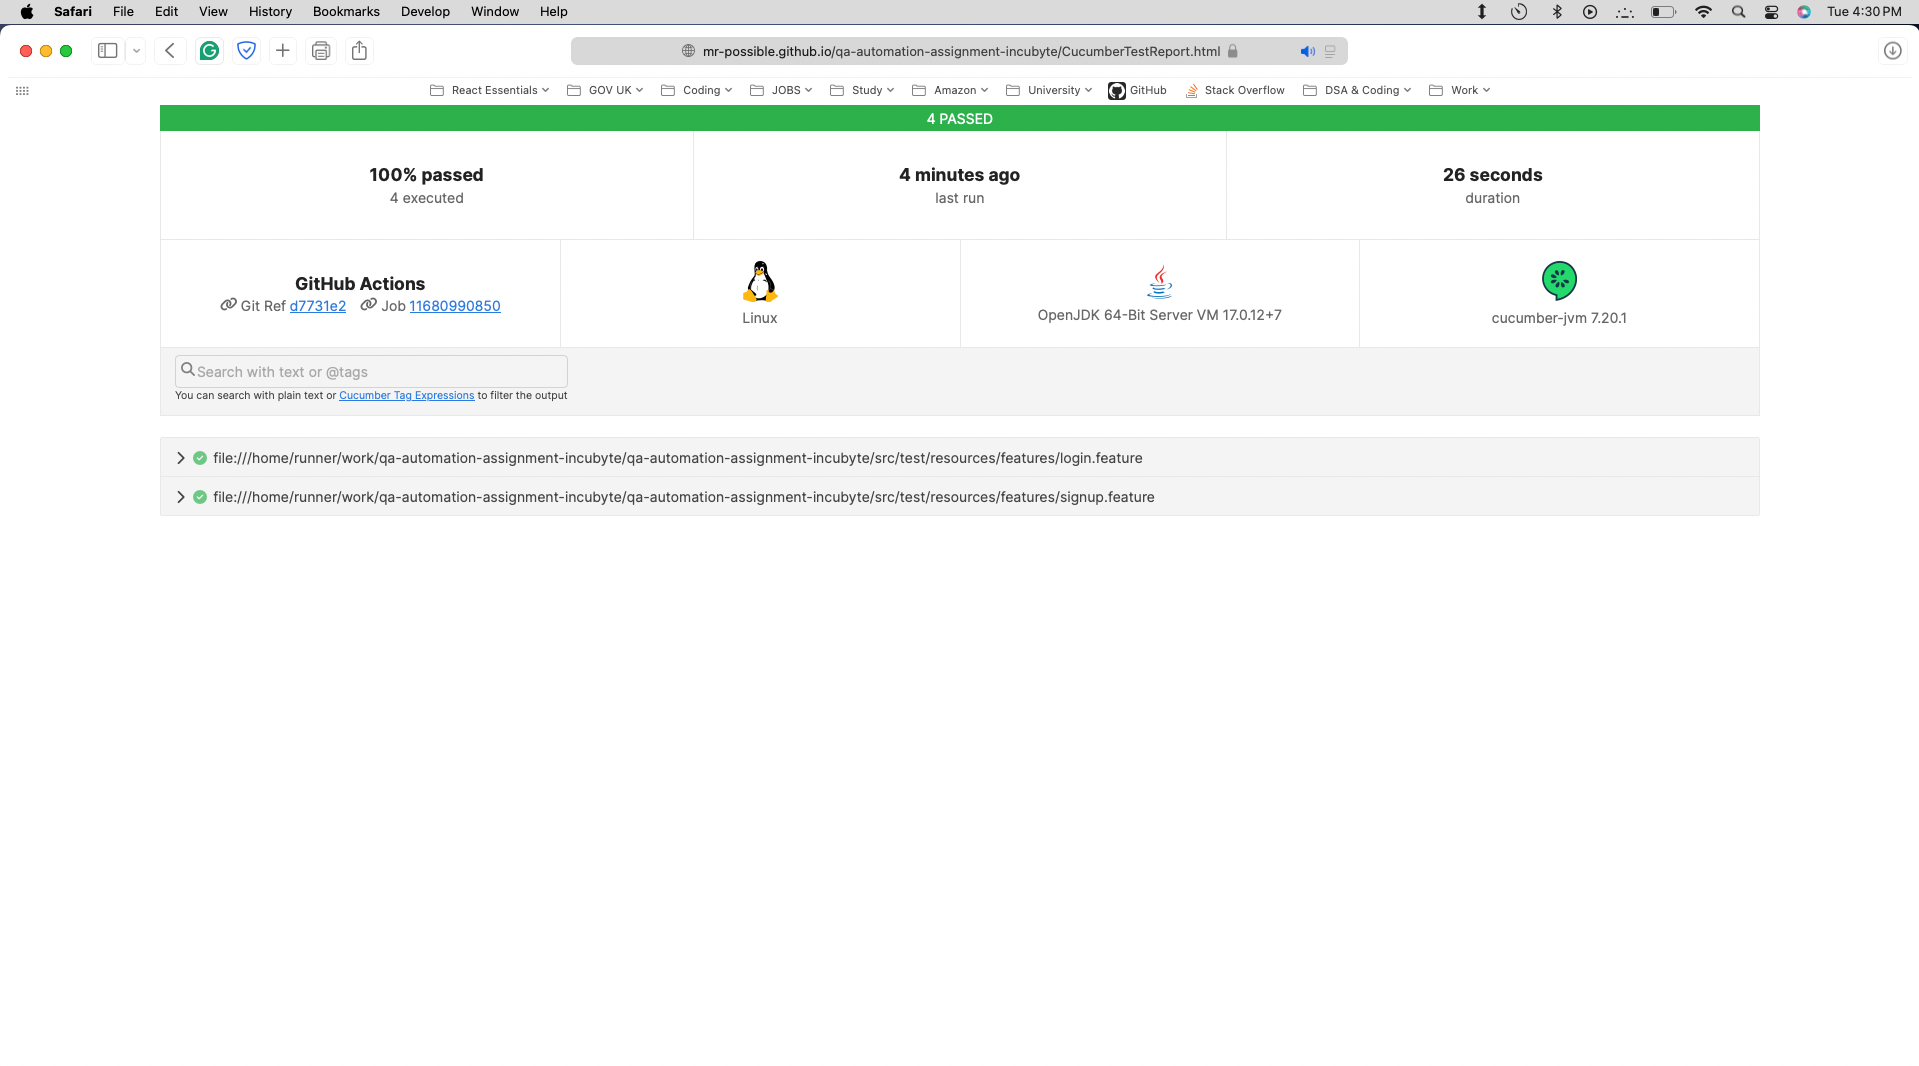 Safari File Edit View History Bookmarks Develop Window Help Tue 4:30 PM
mr-possible.github.io/qa-automation-assignment-incubyte/CucumberTestReport.html
React Essentials GOV UK Coding JOBS Study Amazon University GitHub Stack Overflow DSA & Coding Work
4 PASSED
100% passed
4 executed
4 minutes ago
last run
26 seconds
duration
GitHub Actions
Git Ref d7731e2 Job 11680990850
Linux
OpenJDK 64-Bit Server VM 17.0.12+7
cucumber-jvm 7.20.1
Search with text or @tags
You can search with plain text or Cucumber Tag Expressions to filter the output
file:///home/runner/work/qa-automation-assignment-incubyte/qa-automation-assignment-incubyte/src/test/resources/features/login.feature
file:///home/runner/work/qa-automation-assignment-incubyte/qa-automation-assignment-incubyte/src/test/resources/features/signup.feature